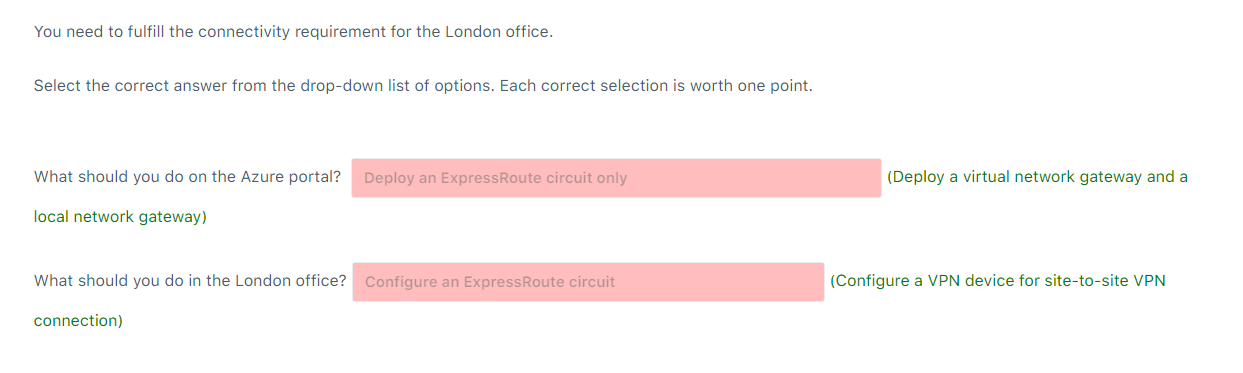 You need to fulfill the connectivity requirement for the London office.
Select the correct answer from the drop-down list of options. Each correct selection is worth one point.
What should you do on the Azure portal? Deploy an ExpressRoute circuit only (Deploy a virtual network gateway and a
local network gateway)
What should you do in the London office? Configure an ExpressRoute circuit (Configure a VPN device for site-to-site VPN
connection)